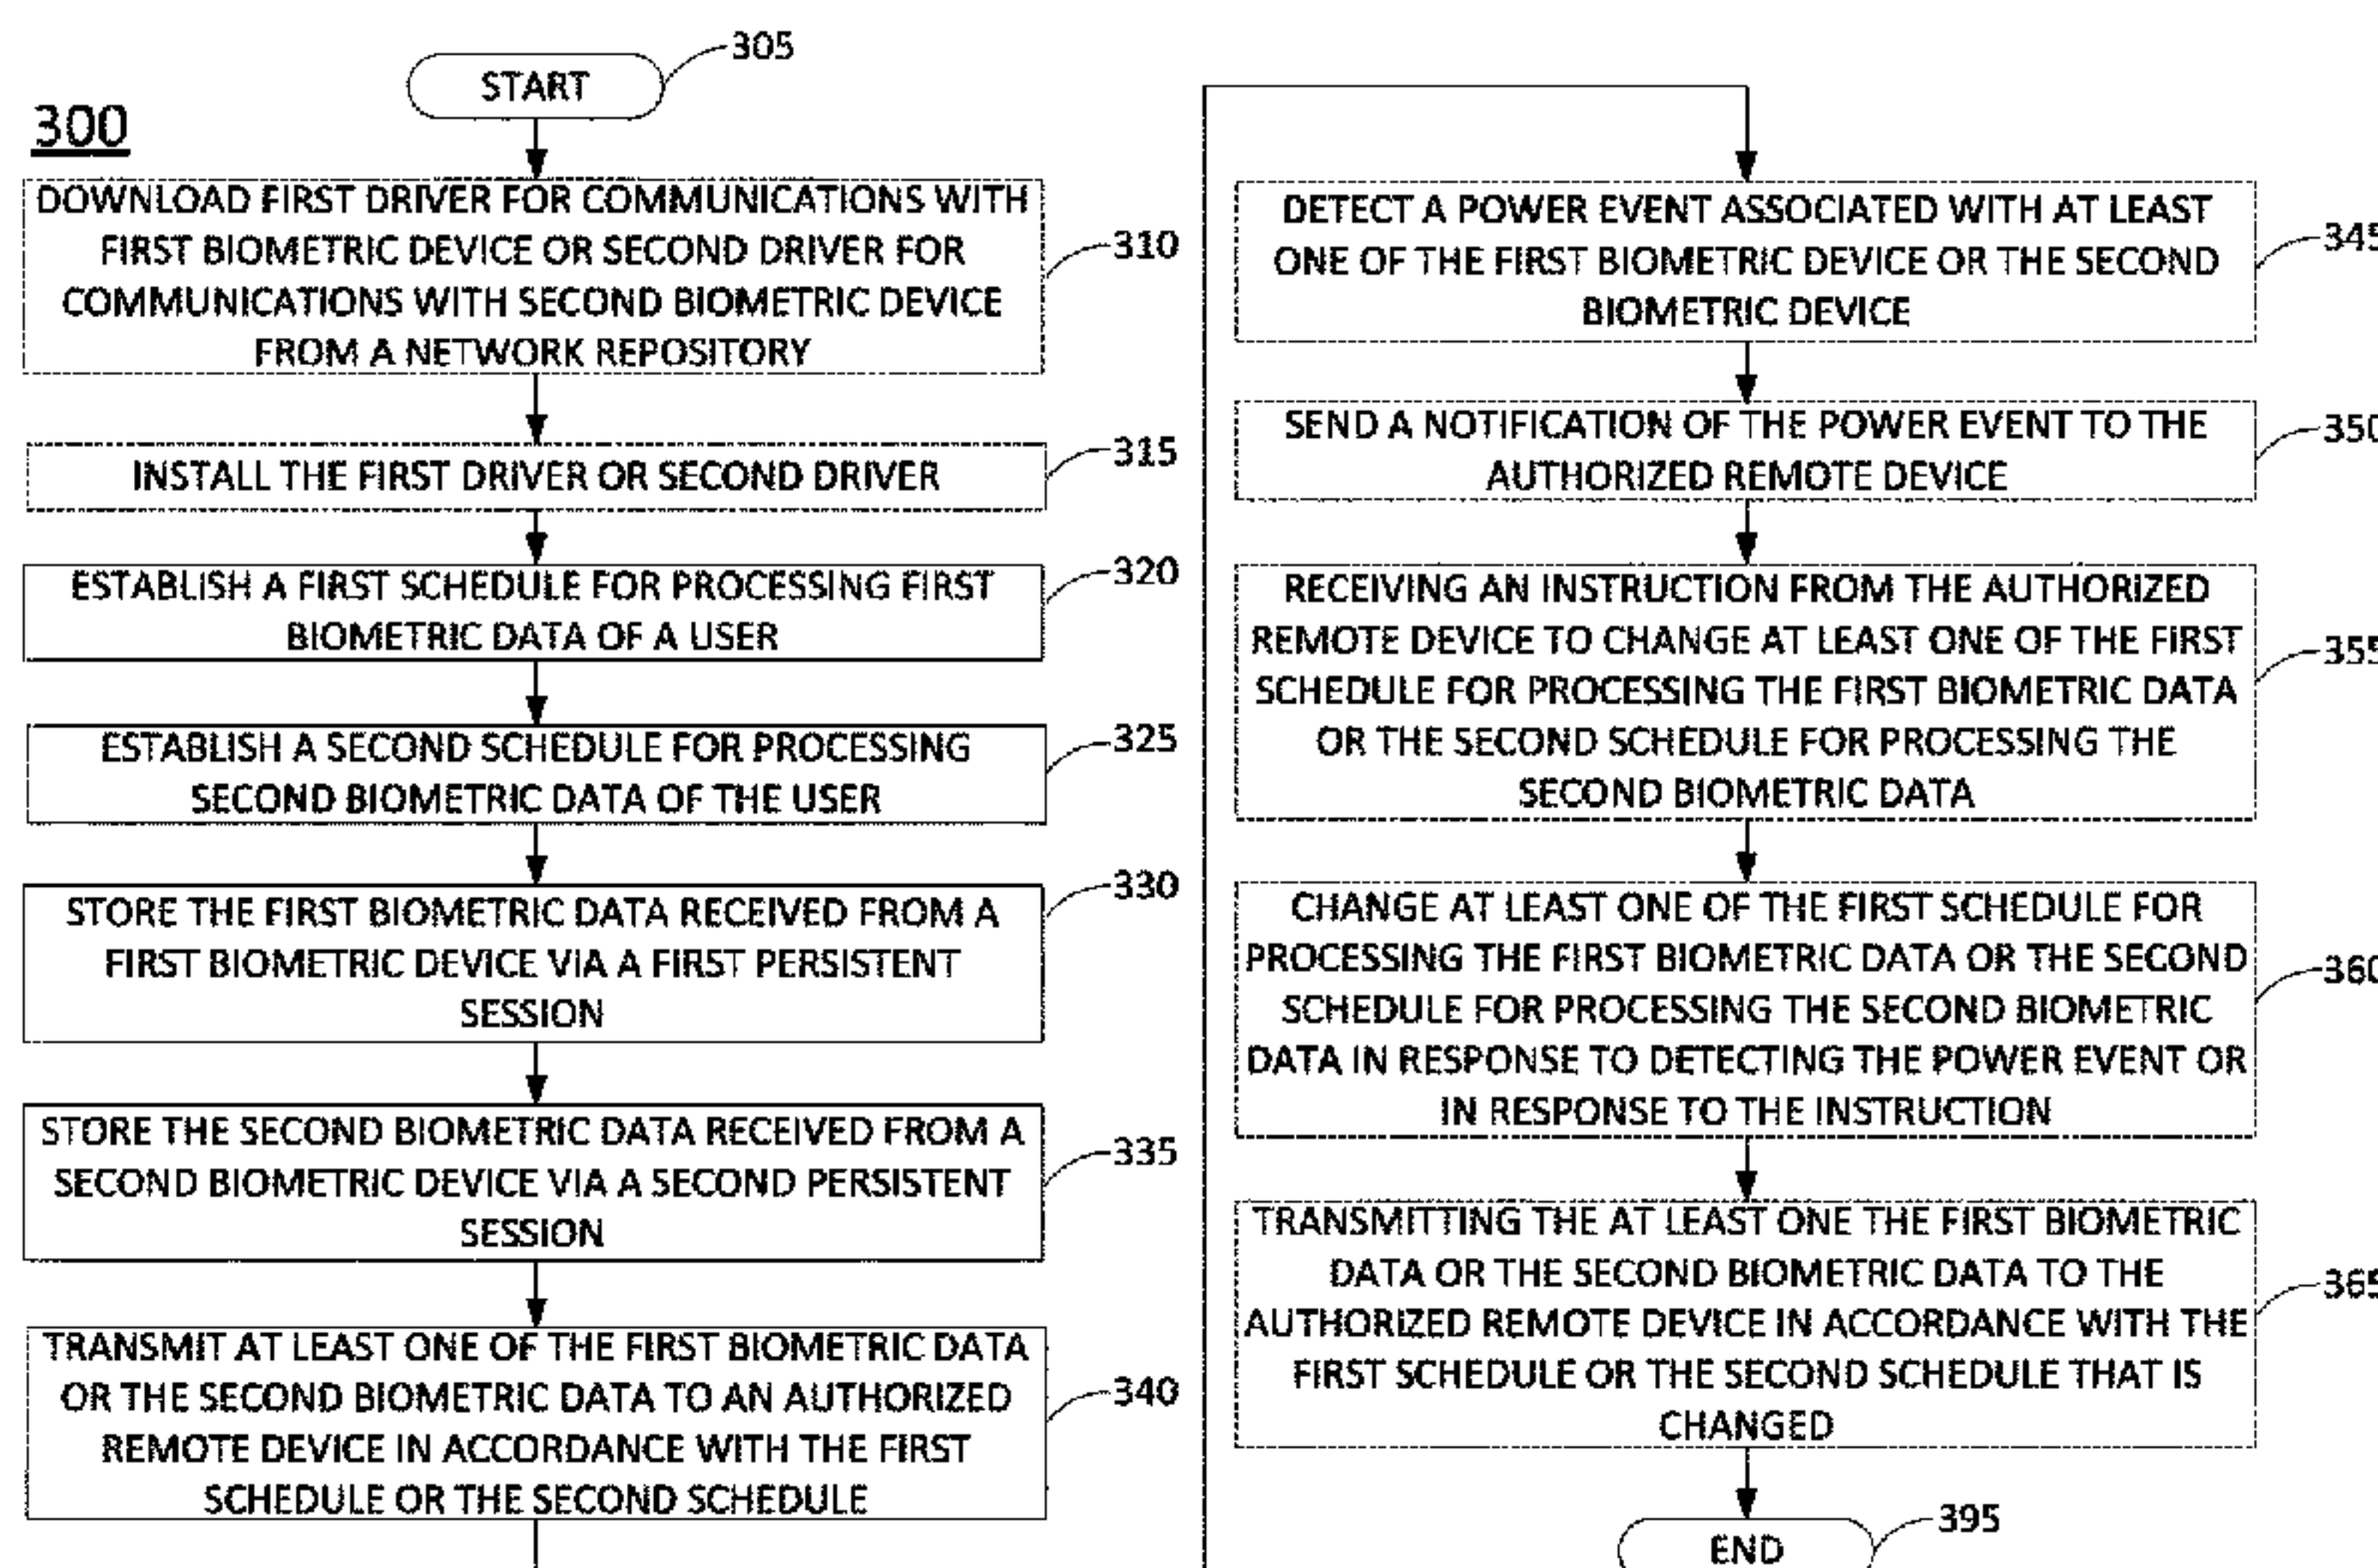 300
START
305
DOWNLOAD FIRST DRIVER FOR COMMUNICATIONS WITH
FIRST BIOMETRIC DEVICE OR SECOND DRIVER FOR
COMMUNICATIONS WITH SECOND BIOMETRIC DEVICE
FROM A NETWORK REPOSITORY
310
INSTALL THE FIRST DRIVER OR SECOND DRIVER
315
ESTABLISH A FIRST SCHEDULE FOR PROCESSING FIRST
BIOMETRIC DATA OF A USER
320
ESTABLISH A SECOND SCHEDULE FOR PROCESSING
SECOND BIOMETRIC DATA OF THE USER
325
STORE THE FIRST BIOMETRIC DATA RECEIVED FROM A
FIRST BIOMETRIC DEVICE VIA A FIRST PERSISTENT
SESSION
330
STORE THE SECOND BIOMETRIC DATA RECEIVED FROM A
SECOND BIOMETRIC DEVICE VIA A SECOND PERSISTENT
SESSION
335
TRANSMIT AT LEAST ONE OF THE FIRST BIOMETRIC DATA
OR THE SECOND BIOMETRIC DATA TO AN AUTHORIZED
REMOTE DEVICE IN ACCORDANCE WITH THE FIRST
SCHEDULE OR THE SECOND SCHEDULE
340
DETECT A POWER EVENT ASSOCIATED WITH AT LEAST
ONE OF THE FIRST BIOMETRIC DEVICE OR THE SECOND
BIOMETRIC DEVICE
345
SEND A NOTIFICATION OF THE POWER EVENT TO THE
AUTHORIZED REMOTE DEVICE
350
RECEIVING AN INSTRUCTION FROM THE AUTHORIZED
REMOTE DEVICE TO CHANGE AT LEAST ONE OF THE FIRST
SCHEDULE FOR PROCESSING THE FIRST BIOMETRIC DATA
OR THE SECOND SCHEDULE FOR PROCESSING THE
SECOND BIOMETRIC DATA
355
CHANGE AT LEAST ONE OF THE FIRST SCHEDULE FOR
PROCESSING THE FIRST BIOMETRIC DATA OR THE SECOND
SCHEDULE FOR PROCESSING THE SECOND BIOMETRIC
DATA IN RESPONSE TO DETECTING THE POWER EVENT OR
IN RESPONSE TO THE INSTRUCTION
360
TRANSMITTING THE AT LEAST ONE THE FIRST BIOMETRIC
DATA OR THE SECOND BIOMETRIC DATA TO THE
AUTHORIZED REMOTE DEVICE IN ACCORDANCE WITH THE
FIRST SCHEDULE OR THE SECOND SCHEDULE THAT IS
CHANGED
365
END
395